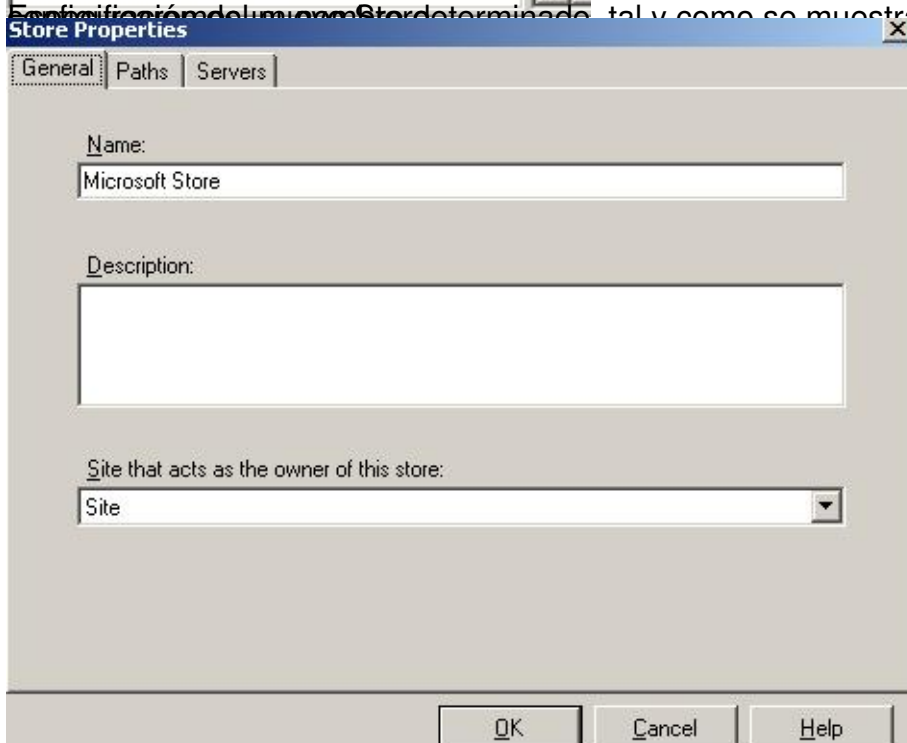 tal y como se muestra
Store Properties
General Paths Servers
Name:
Microsoft Store
Description:
Site that acts as the owner of this store:
Site
OK Cancel Help